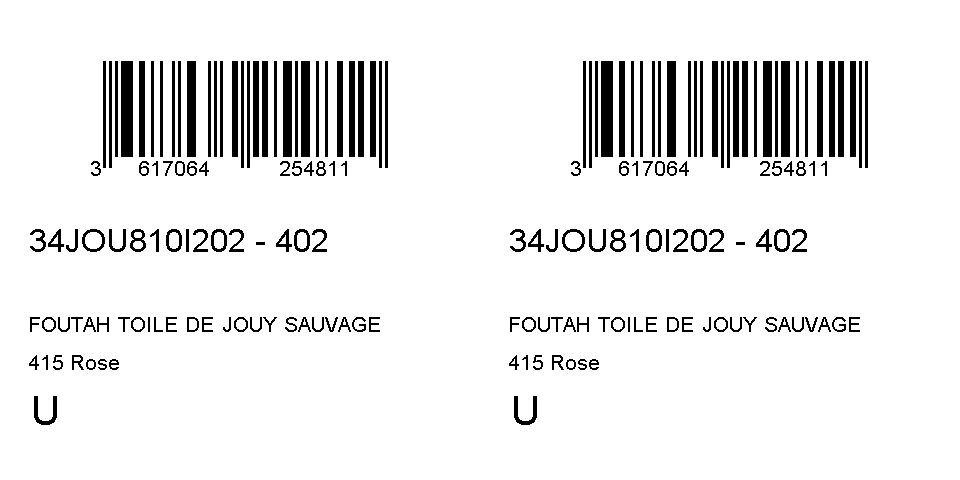 3 617064 254811
34JOU810I202 - 402
FOUTAH TOILE DE JOUY SAUVAGE
415 Rose
U
3 617064 254811
34JOU810I202 - 402
FOUTAH TOILE DE JOUY SAUVAGE
415 Rose
U